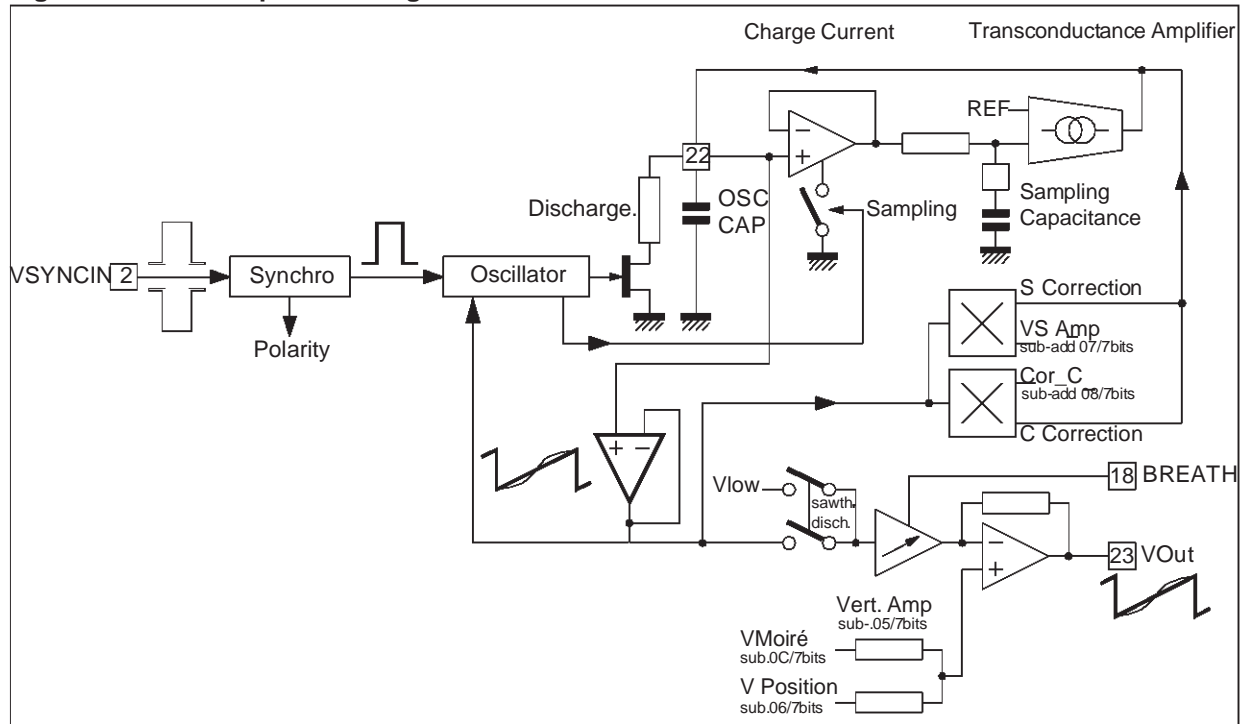 Charge Current
Transconductance Amplifier
REF
22
Discharge.
OSC
CAP
Sampling
Sampling
Capacitance
VSYNCIN
2
Synchro
Oscillator
Polarity
S Correction
VS_Amp
sub-add 07/7bits
Cor_C
sub-add 08/7bits
C Correction
Vlow
sawth.
disch.
18
BREATH
23
VOut
Vert. Amp
sub-.05/7bits
VMoiré
sub.0C/7bits
V Position
sub.06/7bits